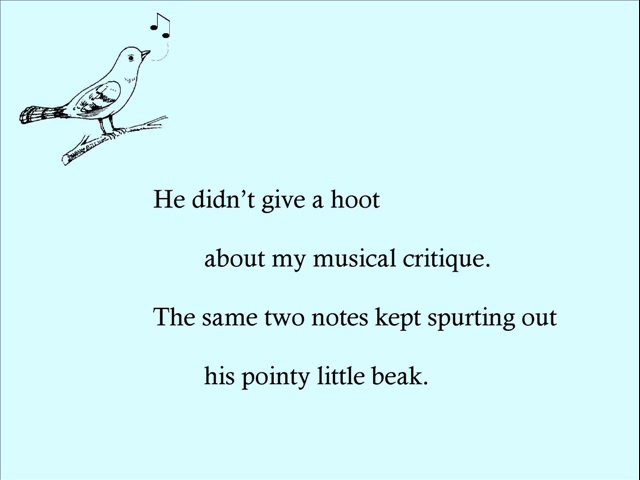 He didn’t give a hoot
about my musical critique.
The same two notes kept spurting out
his pointy little beak.